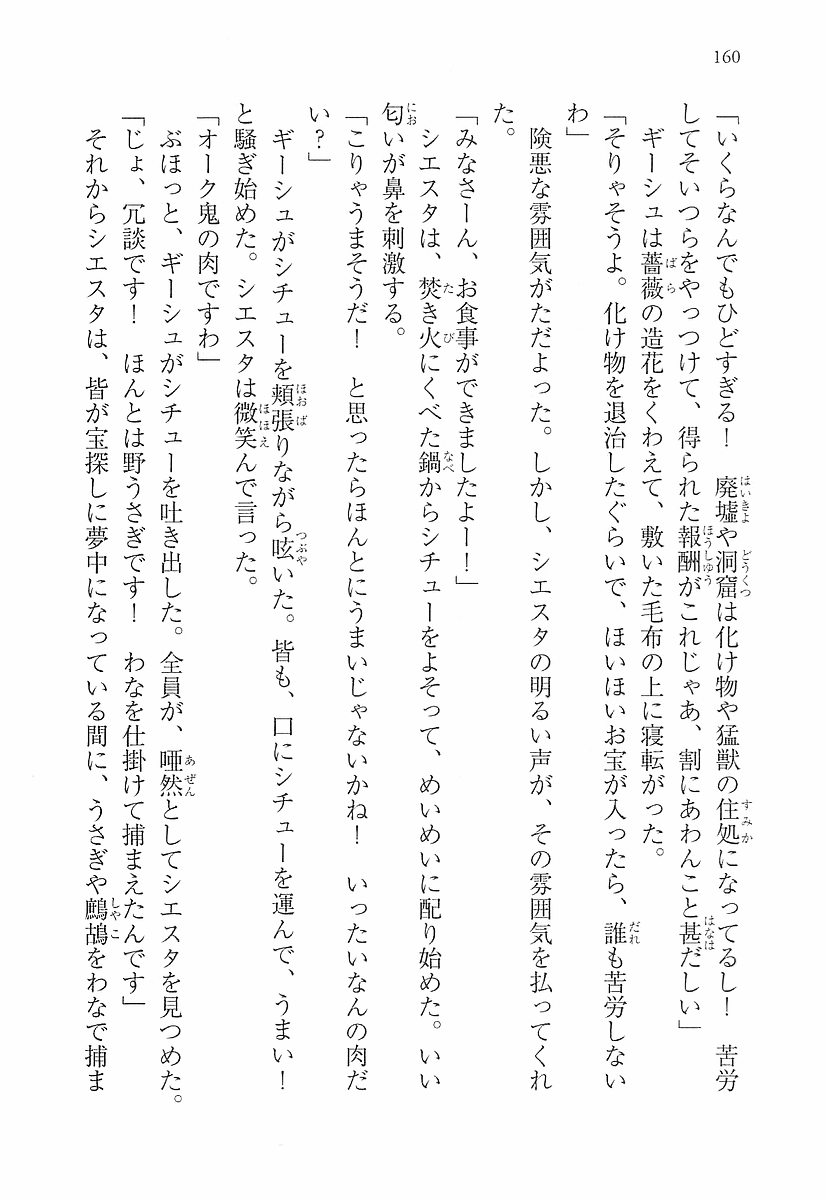 160
「いくらなんでもひどすぎる！　廃墟や洞窟は化け物や猛獣の住処になってるし！　苦労
してそいつらをやっつけて、得られた報酬がこれじゃあ、割にあわんこと甚だしい」
ギーシュは薔薇の造花をくわえて、敷いた毛布の上に寝転がった。
「そりゃそうよ。化け物を退治したぐらいで、ほいほいお宝が入ったら、誰も苦労しない
わ」
険悪な雰囲気がただよった。しかし、シエスタの明るい声が、その雰囲気を払ってくれ
た。
「みなさーん、お食事ができましたよー！」
シエスタは、焚き火にくべた鍋からシチューをよそって、めいめいに配り始めた。いい
匂いが鼻を刺激する。
「こりゃうまそうだ！　と思ったらほんとにうまいじゃないかね！　いったいなんの肉だ
い？」
ギーシュがシチューを頬張りながら呟いた。皆も、口にシチューを運んで、うまい！
と騒ぎ始めた。シエスタは微笑んで言った。
「オーク鬼の肉ですわ」
ぶほっと、ギーシュがシチューを吐き出した。全員が、唖然としてシエスタを見つめた。
「じょ、冗談です！　ほんとは野うさぎです！　わなを仕掛けて捕まえたんです」
それからシエスタは、皆が宝探しに夢中になっている間に、うさぎや鷓鴣をわなで捕ま